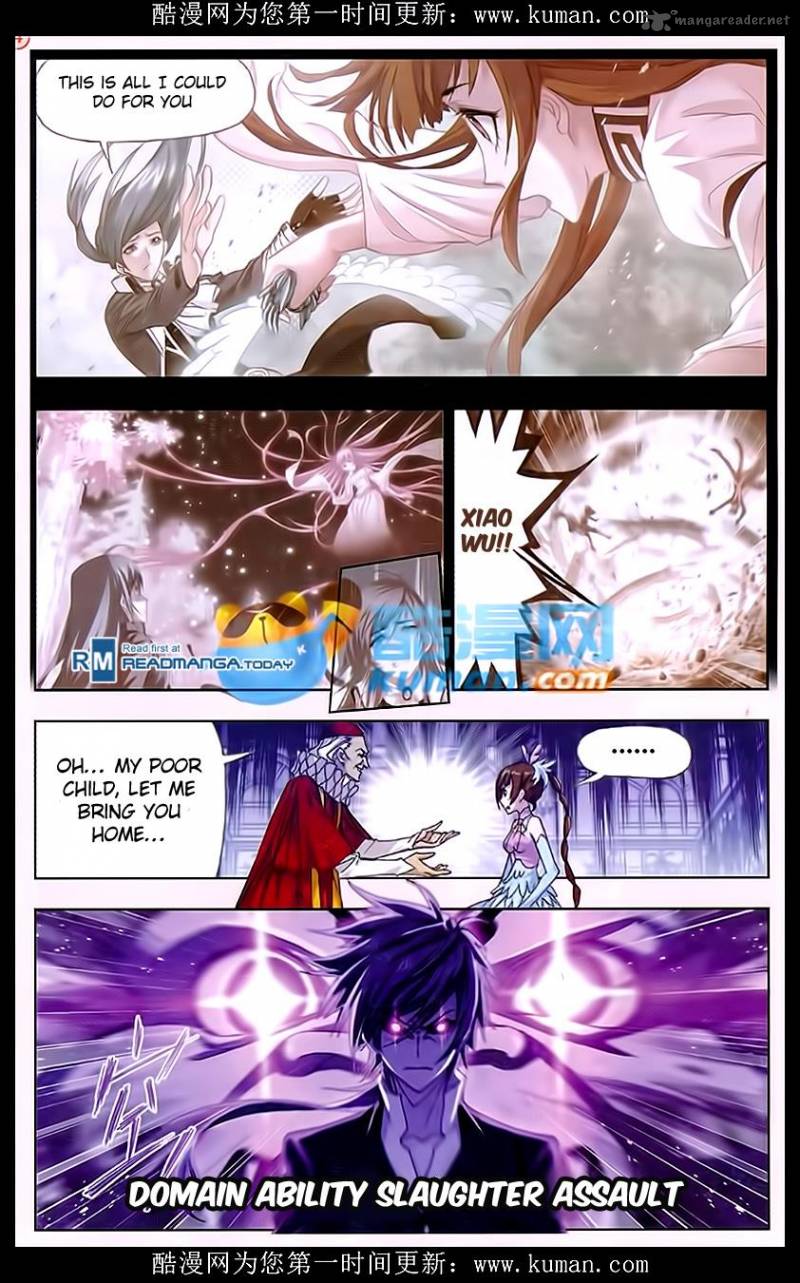 酷漫网为您第一时间更新：www.kuman.com
mangareader.net
THIS IS ALL I COULD
DO FOR YOU
XIAO
WU!!
酷漫网
KUMAN.COM
RM
Read first at
READMANGA.TODAY
OH... MY POOR
CHILD, LET ME
BRING YOU
HOME...
......
DOMAIN ABILITY SLAUGHTER ASSAULT
酷漫网为您第一时间更新：www.kuman.com